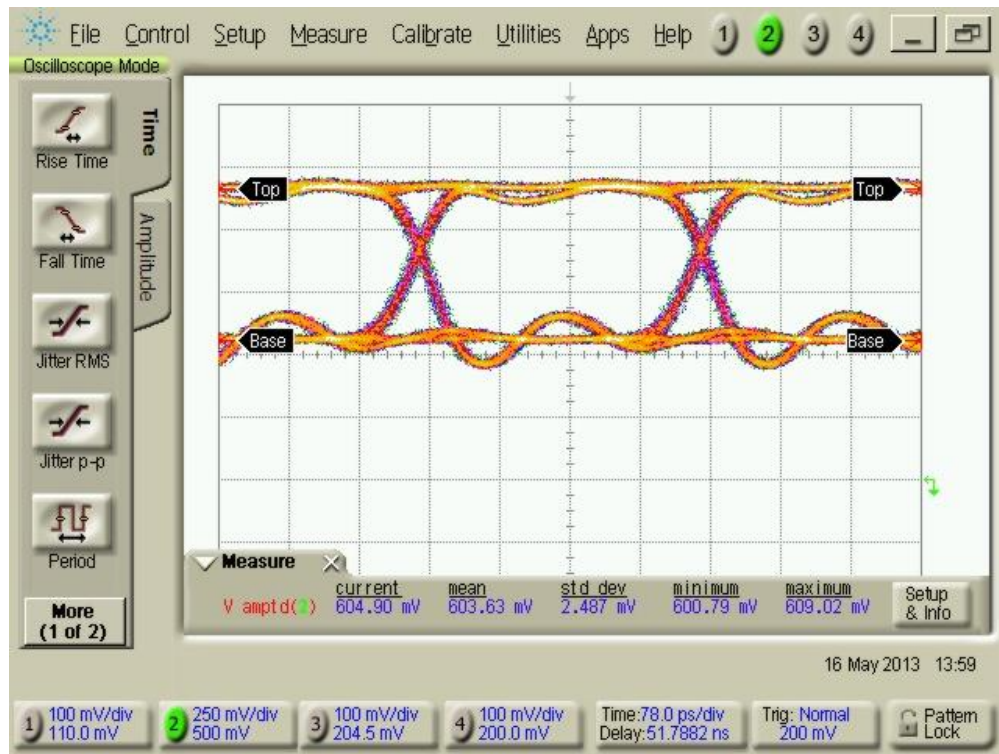 File Control Setup Measure Calibrate Utilities Apps Help 1 2 3 4
Oscilloscope Mode
Time
Amplitude
Rise Time
Fall Time
Jitter RMS
Jitter p-p
Period
More
(1 of 2)
Top Top
Base Base
Measure
current mean std dev minimum maximum
V amptd(2) 604.90 mV 603.63 mV 2.487 mV 600.79 mV 609.02 mV
Setup
& Info
16 May 2013 13:59
1 100 mV/div
110.0 mV
2 250 mV/div
500 mV
3 100 mV/div
204.5 mV
4 100 mV/div
200.0 mV
Time:78.0 ps/div
Delay:51.7882 ns
Trig: Normal
200 mV
Pattern
Lock